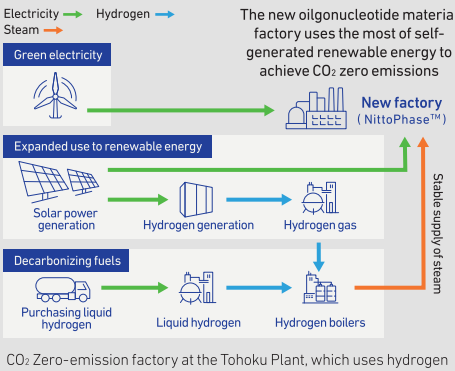 Electricity Hydrogen
Steam
The new oilgonucleotide materia
factory uses the most of self-
generated renewable energy to
achieve CO₂ zero emissions
Green electricity
New factory
( NittoPhase™ )
Expanded use to renewable energy
Solar power
generation
Hydrogen generation
Hydrogen gas
Stable supply of steam
Decarbonizing fuels
Purchasing liquid
hydrogen
Liquid hydrogen
Hydrogen boilers
CO₂ Zero-emission factory at the Tohoku Plant, which uses hydrogen